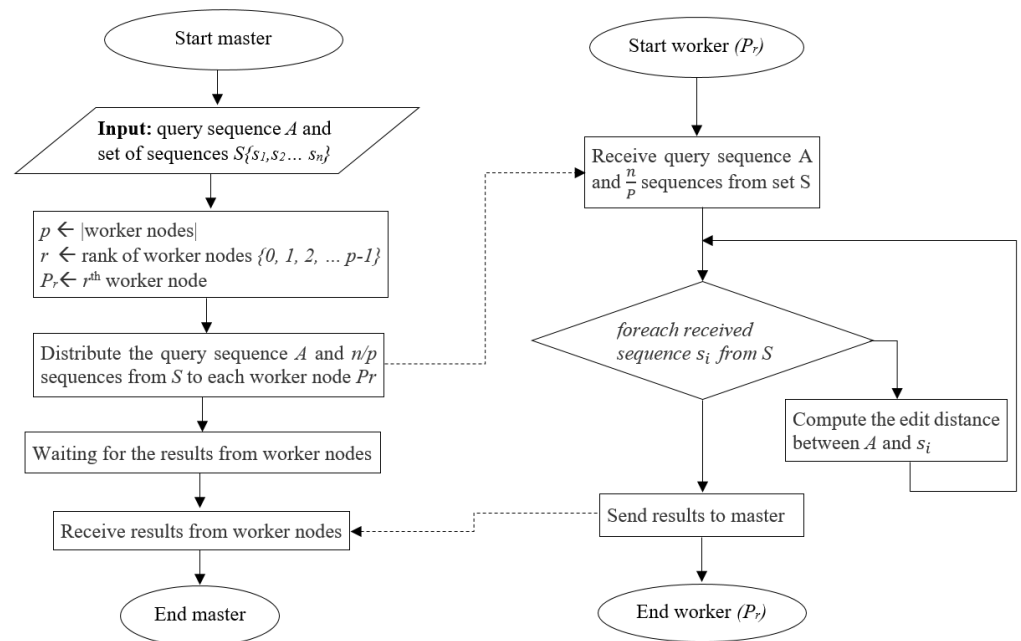 Start master
Input: query sequence A and
set of sequences S{s1,s2... sn}
p ← |worker nodes|
r ← rank of worker nodes {0, 1, 2, ... p-1}
Pr ← rth worker node
Distribute the query sequence A and n/p
sequences from S to each worker node Pr
Waiting for the results from worker nodes
Receive results from worker nodes
End master
Start worker (Pr)
Receive query sequence A
and n/P sequences from set S
foreach received
sequence si from S
Compute the edit distance
between A and si
Send results to master
End worker (Pr)